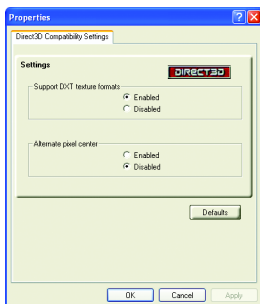 Properties
Direct3D Compatibility Settings
Settings
DIRECT3D
Support DXT texture formats
Enabled
Disabled
Alternate pixel center
Enabled
Disabled
Defaults
OK
Cancel
Apply